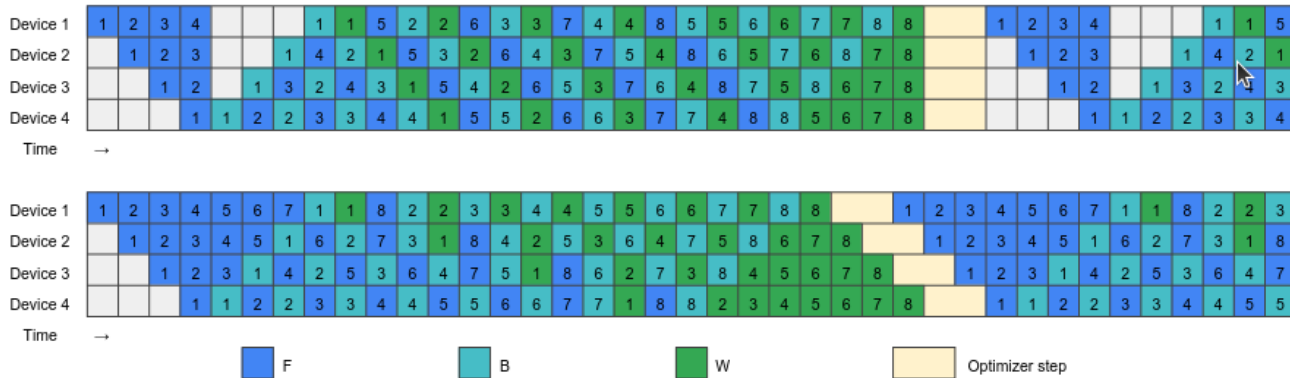 Device 1 1 2 3 4 1 1 5 2 2 6 3 3 7 4 4 8 5 5 6 6 7 7 8 8 1 2 3 4 1 1 5
Device 2 1 2 3 1 4 2 1 5 3 2 6 4 3 7 5 4 8 6 5 7 6 8 7 8 1 2 3 1 4 2 1
Device 3 1 2 1 3 2 4 3 1 5 4 2 6 5 3 7 6 4 8 7 5 8 6 7 8 1 2 1 3 2 4 3
Device 4 1 1 2 2 3 3 4 4 1 5 5 2 6 6 3 7 7 4 8 8 5 6 7 8 1 1 2 2 3 3 4
Time →
Device 1 1 2 3 4 5 6 7 1 1 8 2 2 3 3 4 4 5 5 6 6 7 7 8 8 1 2 3 4 5 6 7 1 1 8 2 2 3
Device 2 1 2 3 4 5 1 6 2 7 3 1 8 4 2 5 3 6 4 7 5 8 6 7 8 1 2 3 4 5 1 6 2 7 3 1 8
Device 3 1 2 3 1 4 2 5 3 6 4 7 5 1 8 6 2 7 3 8 4 5 6 7 8 1 2 3 1 4 2 5 3 6 4 7
Device 4 1 1 2 2 3 3 4 4 5 5 6 6 7 7 1 8 8 2 3 4 5 6 7 8 1 1 2 2 3 3 4 4 5 5
Time →
F B W Optimizer step